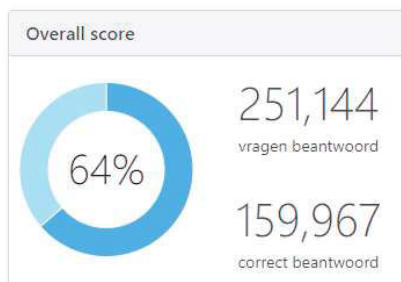 Overall score
64%
251,144
vragen beantwoord
159,967
correct beantwoord